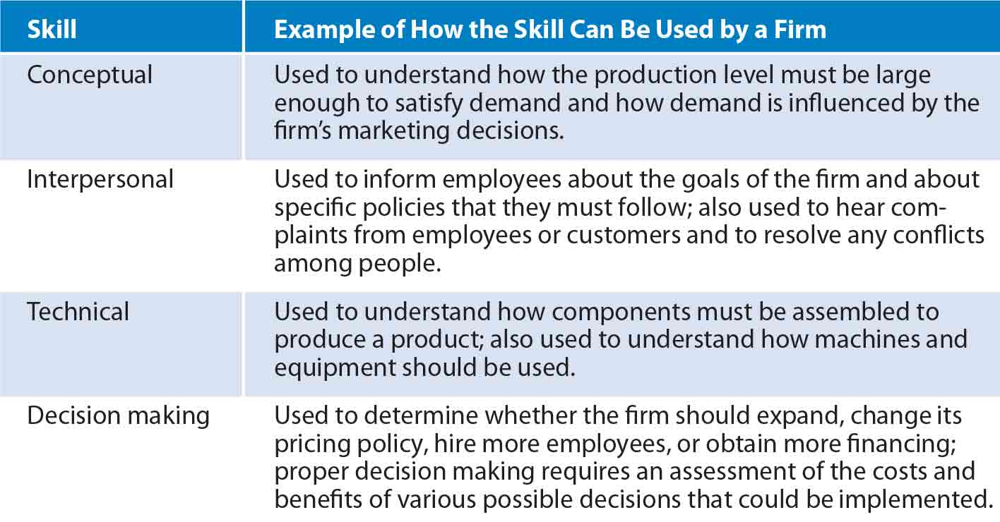 Skill Example of How the Skill Can Be Used by a Firm
Conceptual Used to understand how the production level must be large
enough to satisfy demand and how demand is influenced by the
firm’s marketing decisions.
Interpersonal Used to inform employees about the goals of the firm and about
specific policies that they must follow; also used to hear com-
plaints from employees or customers and to resolve any conflicts
among people.
Technical Used to understand how components must be assembled to
produce a product; also used to understand how machines and
equipment should be used.
Decision making Used to determine whether the firm should expand, change its
pricing policy, hire more employees, or obtain more financing;
proper decision making requires an assessment of the costs and
benefits of various possible decisions that could be implemented.